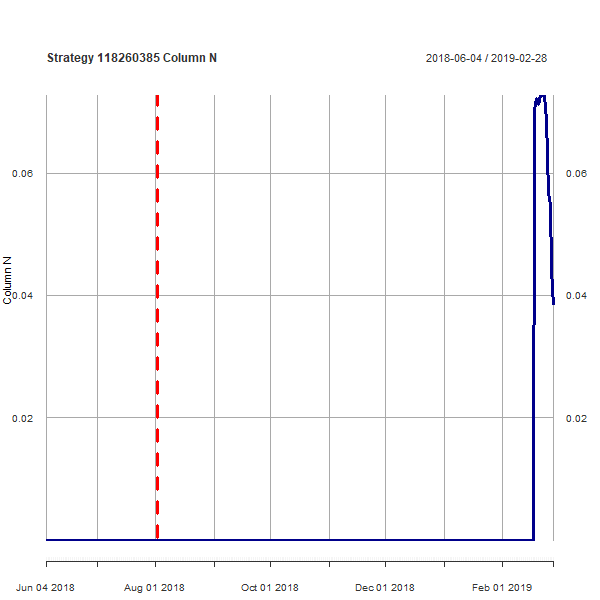 Strategy 118260385 Column N
2018-06-04 / 2019-02-28
0.06
0.06
Column N
0.04
0.04
0.02
0.02
Jun 04 2018
Aug 01 2018
Oct 01 2018
Dec 01 2018
Feb 01 2019